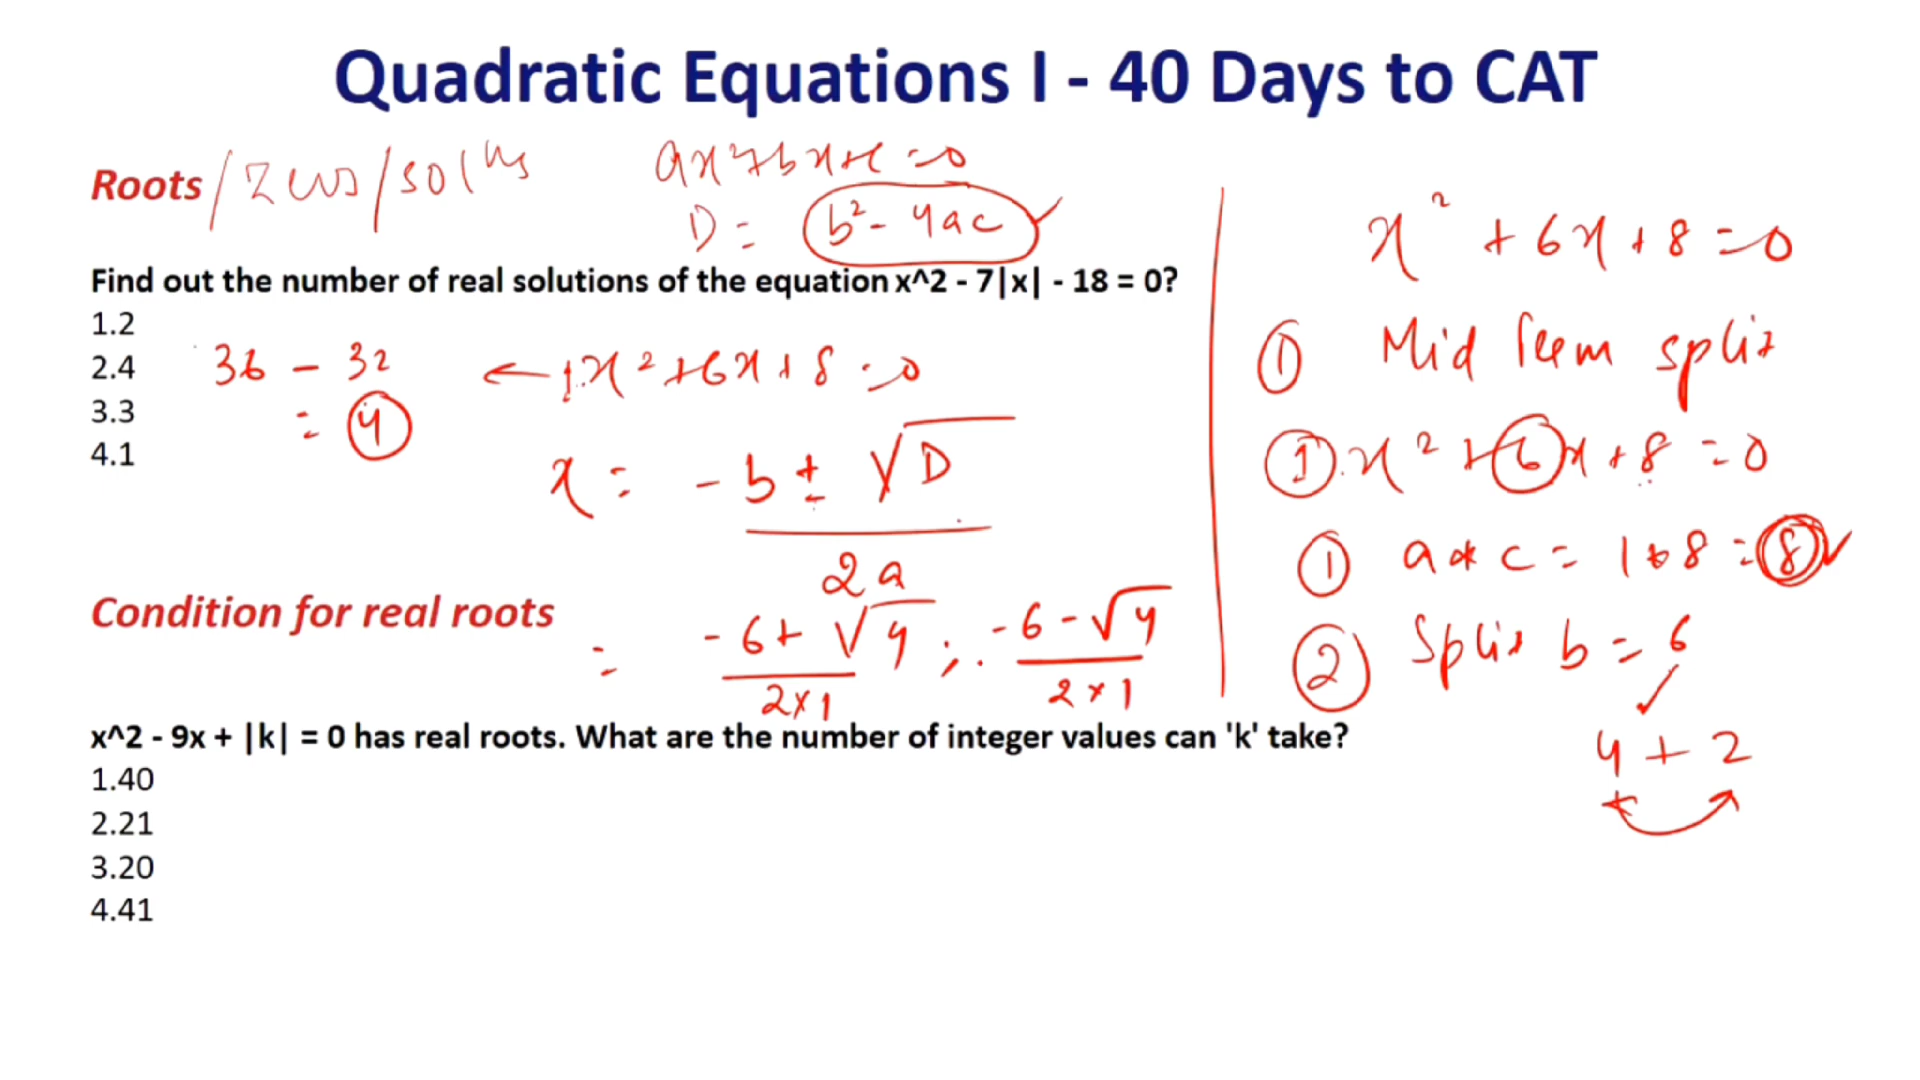 Quadratic Equations I - 40 Days to CAT
Roots / zeros / solns
ax²+bx+c=0
D = b² - 4ac
Find out the number of real solutions of the equation x^2 - 7|x| - 18 = 0?
1.2
2.4
3.3
4.1
36 - 32 ← 1.x²+6x+8=0
= 4
x = -b ± √D
2a
= -6+√4 ; -6-√4
2×1 2×1
Condition for real roots
x^2 - 9x + |k| = 0 has real roots. What are the number of integer values can 'k' take?
1.40
2.21
3.20
4.41
x² + 6x + 8 = 0
① Mid term split
1.x² + 6x + 8 = 0
① a * c = 1*8 = 8 ✓
② Split b = 6
4 + 2